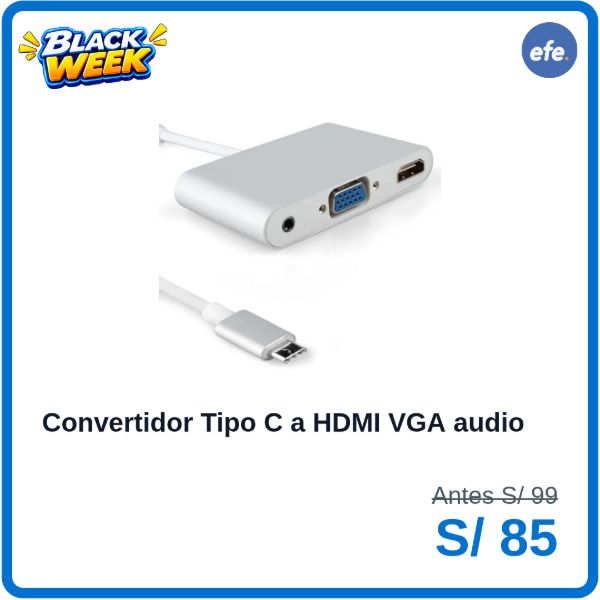 BLACK
WEEK
efe.
Convertidor Tipo C a HDMI VGA audio
Antes S/ 99
S/ 85